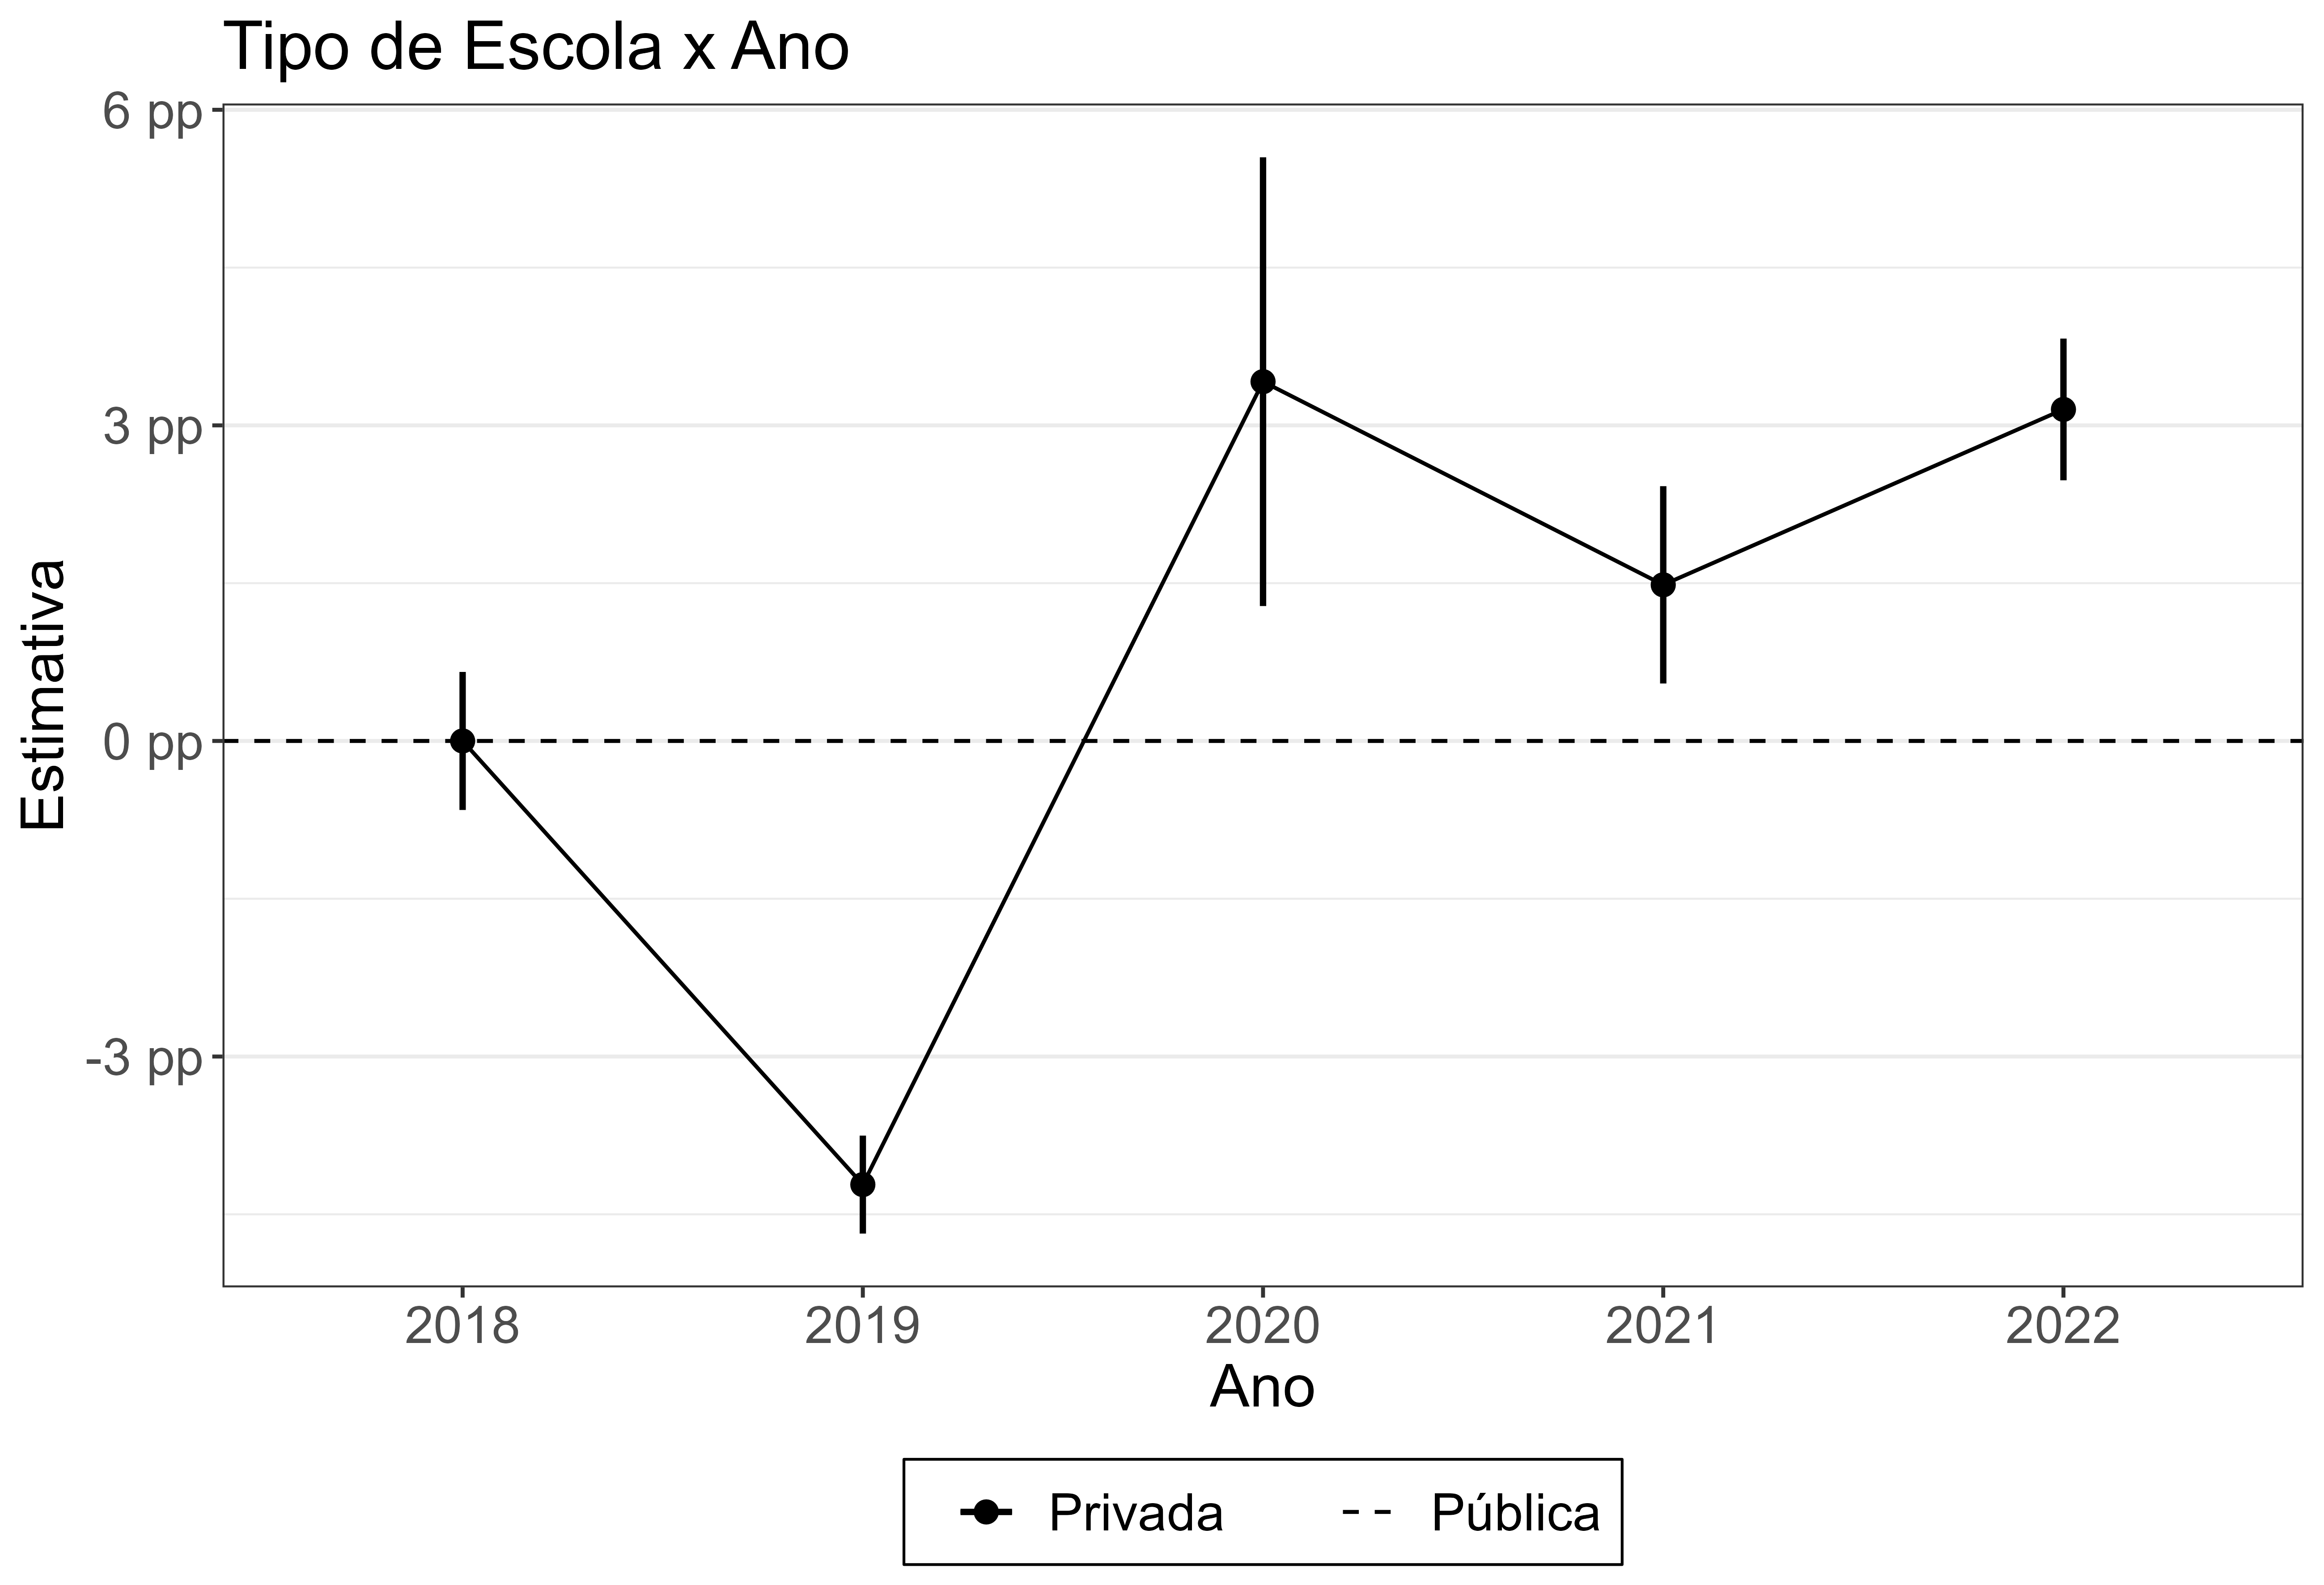 Tipo de Escola x Ano
6 pp
3 pp
0 pp
-3 pp
Estimativa
2018 2019 2020 2021 2022
Ano
Privada Pública